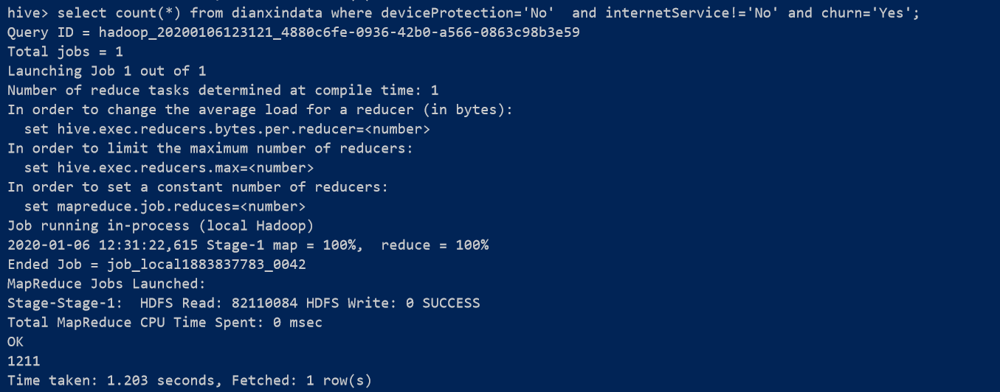 hive> select count(*) from dianxindata where deviceProtection='No'  and internetService!='No' and churn='Yes';
Query ID = hadoop_20200106123121_4880c6fe-0936-42b0-a566-0863c98b3e59
Total jobs = 1
Launching Job 1 out of 1
Number of reduce tasks determined at compile time: 1
In order to change the average load for a reducer (in bytes):
  set hive.exec.reducers.bytes.per.reducer=<number>
In order to limit the maximum number of reducers:
  set hive.exec.reducers.max=<number>
In order to set a constant number of reducers:
  set mapreduce.job.reduces=<number>
Job running in-process (local Hadoop)
2020-01-06 12:31:22,615 Stage-1 map = 100%,  reduce = 100%
Ended Job = job_local1883837783_0042
MapReduce Jobs Launched:
Stage-Stage-1:  HDFS Read: 82110084 HDFS Write: 0 SUCCESS
Total MapReduce CPU Time Spent: 0 msec
OK
1211
Time taken: 1.203 seconds, Fetched: 1 row(s)